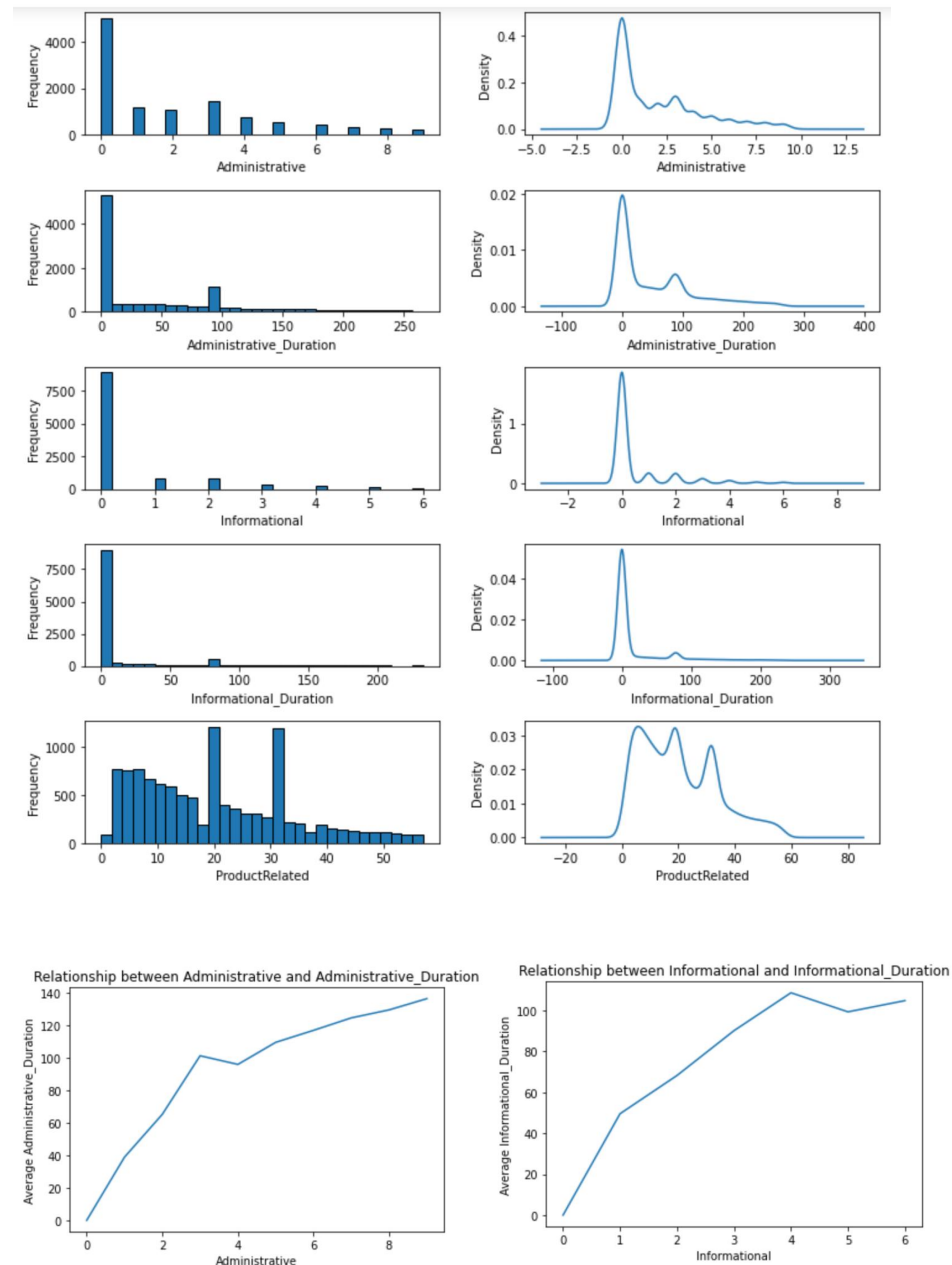 Frequency
4000
2000
0
0 2 4 6 8
Administrative
Density
0.4
0.2
0.0
−5.0 −2.5 0.0 2.5 5.0 7.5 10.0 12.5
Administrative
Frequency
4000
2000
0
0 50 100 150 200 250
Administrative_Duration
Density
0.02
0.01
0.00
−100 0 100 200 300 400
Administrative_Duration
Frequency
7500
5000
2500
0
0 1 2 3 4 5 6
Informational
Density
1
0
−2 0 2 4 6 8
Informational
Frequency
7500
5000
2500
0
0 50 100 150 200
Informational_Duration
Density
0.04
0.02
0.00
−100 0 100 200 300
Informational_Duration
Frequency
1000
500
0
0 10 20 30 40 50
ProductRelated
Density
0.03
0.02
0.01
0.00
−20 0 20 40 60 80
ProductRelated
Relationship between Administrative and Administrative_Duration
Average Administrative_Duration
140
120
100
80
60
40
20
0
0 2 4 6 8
Administrative
Relationship between Informational and Informational_Duration
Average Informational_Duration
100
80
60
40
20
0
0 1 2 3 4 5 6
Informational